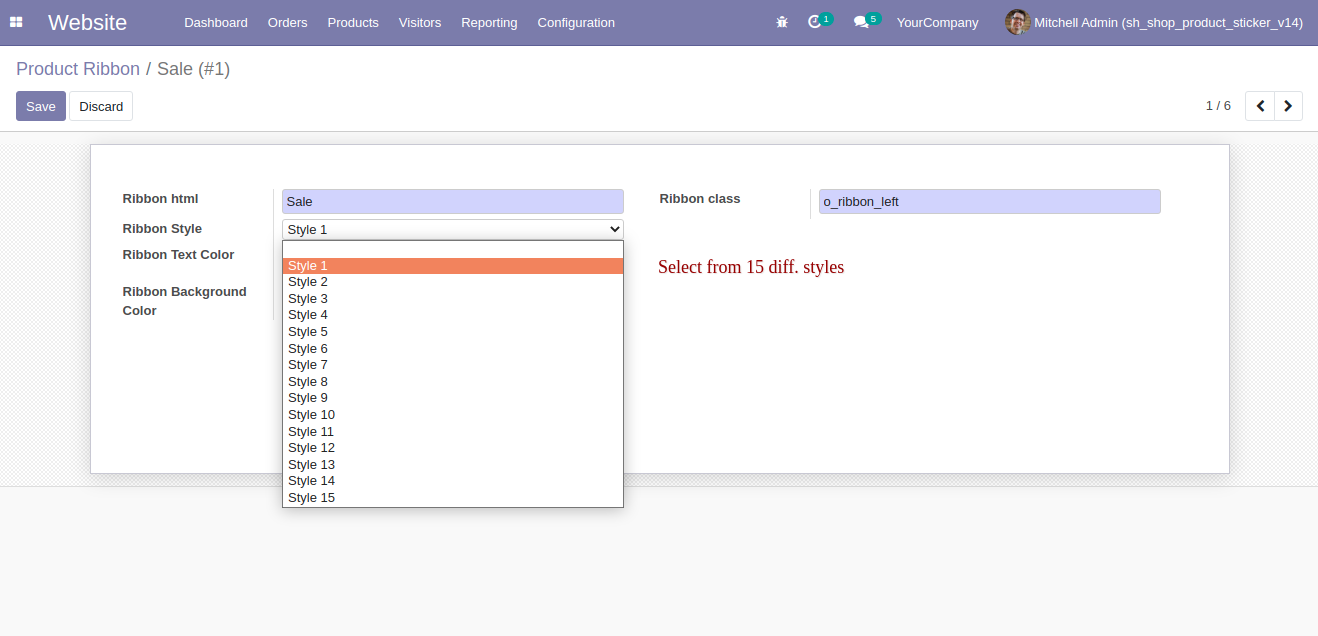 Website Dashboard Orders Products Visitors Reporting Configuration 1 5 YourCompany Mitchell Admin (sh_shop_product_sticker_v14)
Product Ribbon / Sale (#1)
Save Discard 1 / 6
Ribbon html Sale Ribbon class o_ribbon_left
Ribbon Style Style 1
Ribbon Text Color
Ribbon Background
Color
Style 1
Style 2
Style 3
Style 4
Style 5
Style 6
Style 7
Style 8
Style 9
Style 10
Style 11
Style 12
Style 13
Style 14
Style 15
Select from 15 diff. styles